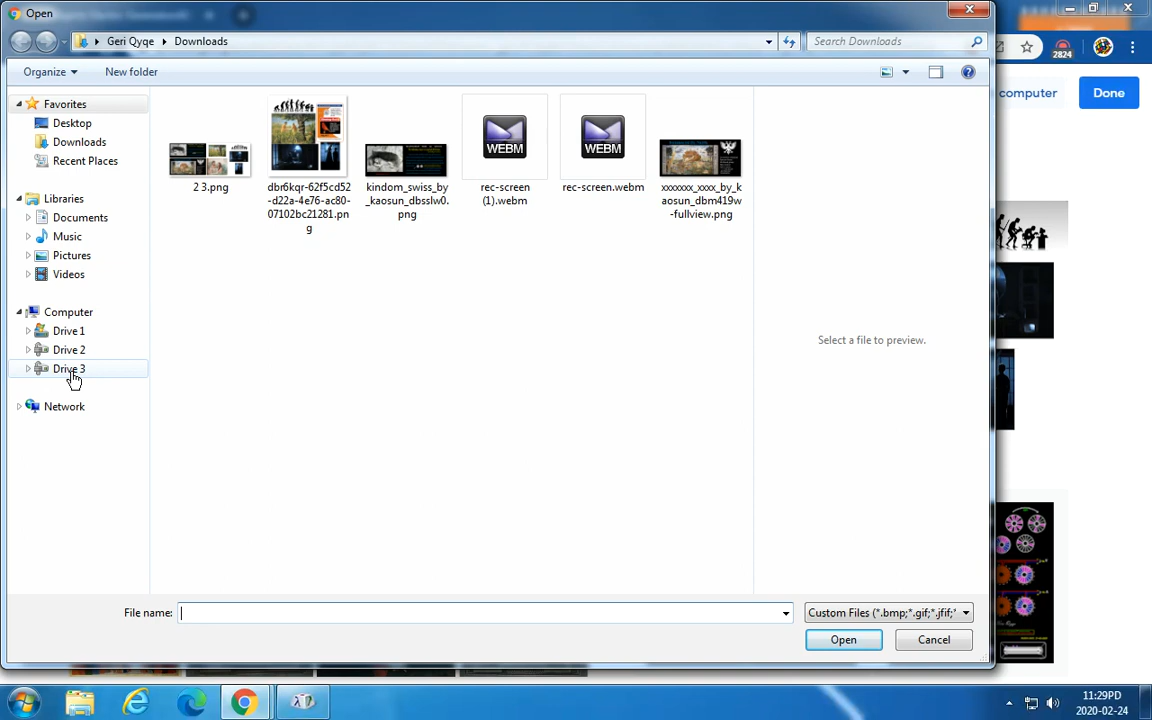 Open
Geri Qyqe
Downloads
Search Downloads
2824
Organize
New folder
computer
Done
Favorites
Desktop
Downloads
Recent Places
Libraries
Documents
Music
Pictures
Videos
Computer
Drive 1
Drive 2
Drive 3
Network
WEBM
WEBM
2 3.png
dbr6kqr-62f5cd52
-d22a-4e76-ac80-
07102bc21281.pn
g
kindom_swiss_by
_kaosun_dbsslw0.
png
rec-screen
(1).webm
rec-screen.webm
xxxxxxx_xxxx_by_k
aosun_dbm419w
-fullview.png
Select a file to preview.
File name:
Custom Files (*.bmp;*.gif;*.jfif;*
Open
Cancel
11:29PD
2020-02-24